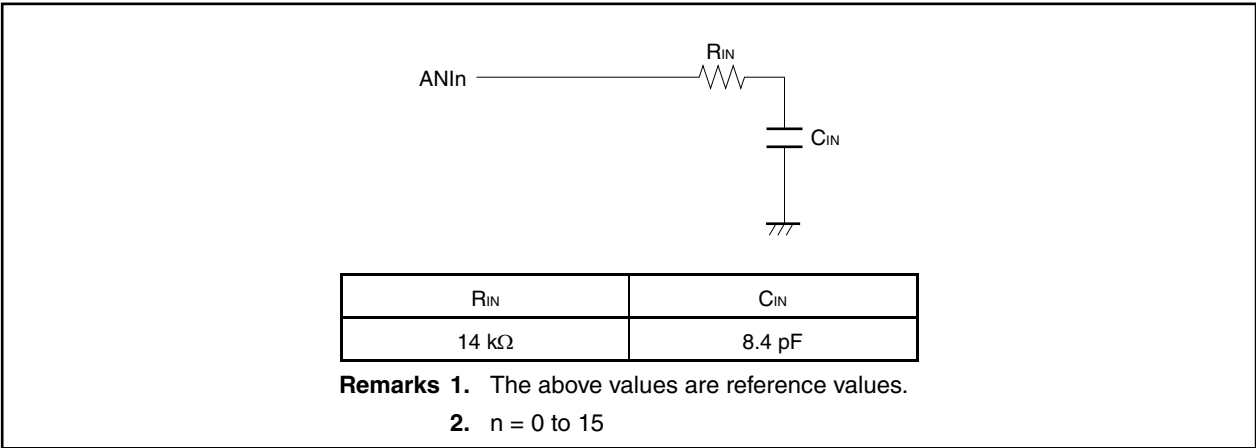 RIN
ANIn
CIN
RIN CIN
14 kΩ 8.4 pF
Remarks 1. The above values are reference values.
2. n = 0 to 15